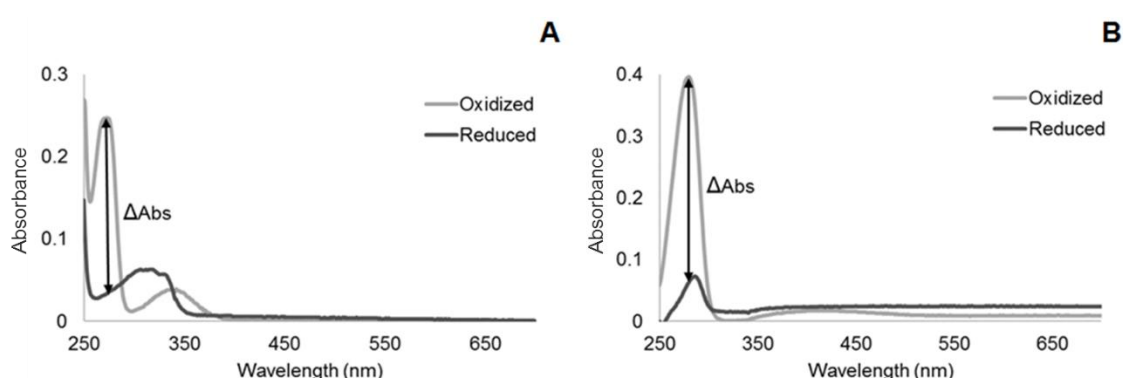 A
0.3
0.2
0.1
0
Absorbance
Oxidized
Reduced
ΔAbs
250 350 450 550 650
Wavelength (nm)
B
0.4
0.3
0.2
0.1
0
Absorbance
Oxidized
Reduced
ΔAbs
250 350 450 550 650
Wavelength (nm)